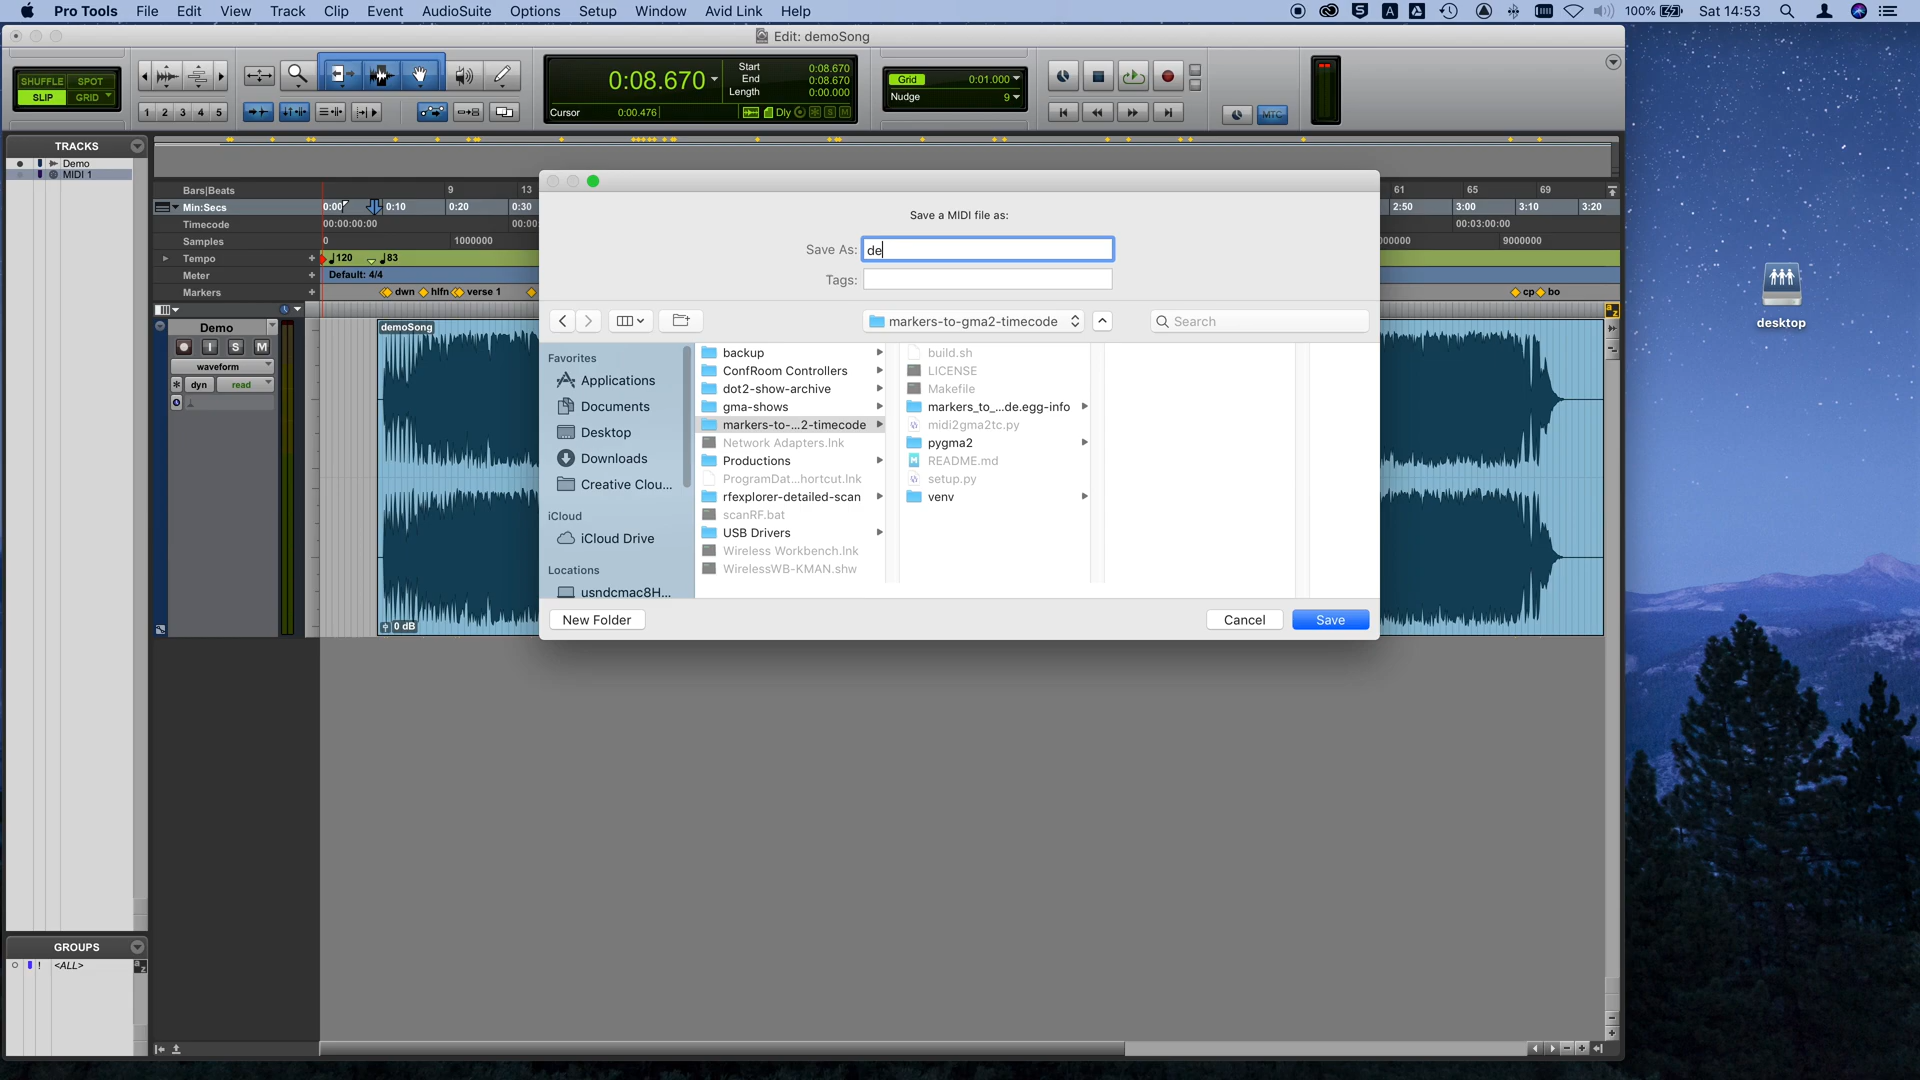 Pro Tools File Edit View Track Clip Event AudioSuite Options Setup Window Avid Link Help 100% Sat 14:53
Edit: demoSong
SHUFFLE SPOT
SLIP GRID
1 2 3 4 5
0:08.670
Start 0:08.670
End 0:08.670
Length 0:00.000
Cursor 0:00.476
Dly S M
Grid 0:01.000
Nudge 9
MTC
TRACKS
Demo
MIDI 1
Bars|Beats 9 13 61 65 69
Min:Secs 0:00 0:10 0:20 0:30 2:50 3:00 3:10 3:20
Timecode 00:00:00:00 00:00 00:03:00:00
Samples 0 1000000 9000000
Tempo + 120 83
Meter + Default: 4/4
Markers + dwn hlfn verse 1 cp bo
Demo
I S M
waveform
dyn read
demoSong
0 dB
Save a MIDI file as:
Save As: de
Tags:
markers-to-gma2-timecode
Search
Favorites
Applications
Documents
Desktop
Downloads
Creative Clou...
iCloud
iCloud Drive
Locations
usndcmac8H...
backup
ConfRoom Controllers
dot2-show-archive
gma-shows
markers-to-...2-timecode
Network Adapters.lnk
Productions
ProgramDat...hortcut.lnk
rfexplorer-detailed-scan
scanRF.bat
USB Drivers
Wireless Workbench.lnk
WirelessWB-KMAN.shw
build.sh
LICENSE
Makefile
markers_to_...de.egg-info
midi2gma2tc.py
pygma2
README.md
setup.py
venv
New Folder
Cancel
Save
GROUPS
! <ALL>
desktop